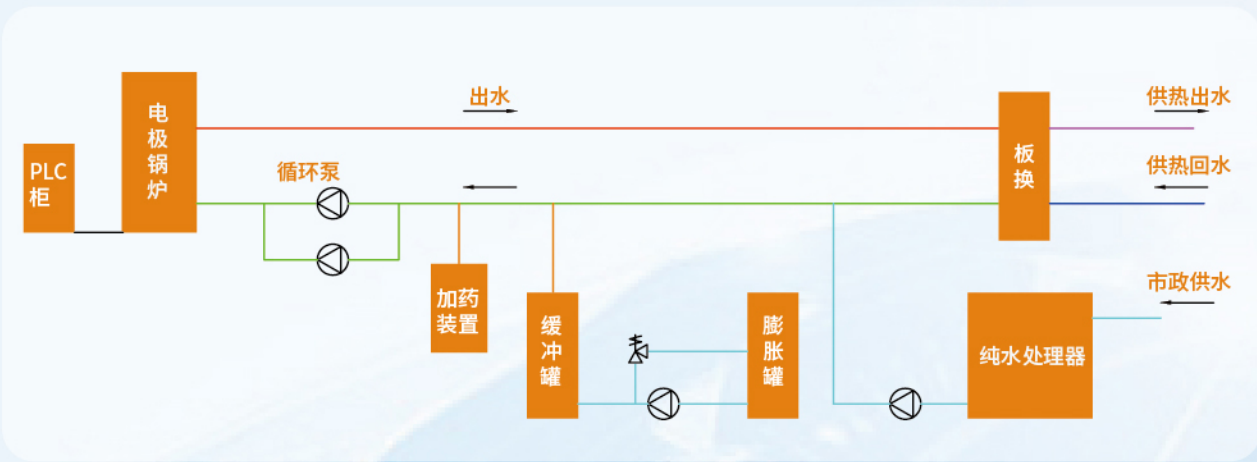 出水
供热出水
电极锅炉
板换
PLC
柜
循环泵
供热回水
加药
装置
缓冲罐
膨胀罐
市政供水
纯水处理器